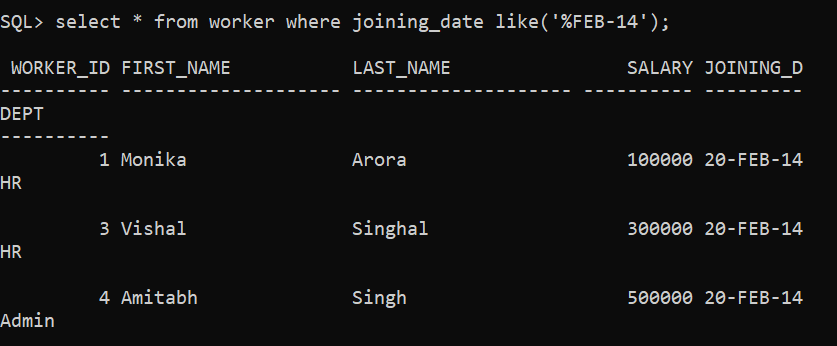 SQL> select * from worker where joining_date like('%FEB-14');
WORKER_ID FIRST_NAME LAST_NAME SALARY JOINING_D
---------- -------------------- -------------------- ---------- ---------
DEPT
----------
1 Monika Arora 100000 20-FEB-14
HR
3 Vishal Singhal 300000 20-FEB-14
HR
4 Amitabh Singh 500000 20-FEB-14
Admin